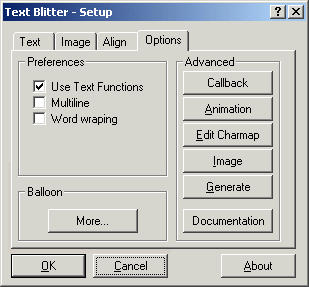 Text Blitter - Setup
Text Image Align Options
Preferences
Use Text Functions
Multiline
Word wraping
Balloon
More...
Advanced
Callback
Animation
Edit Charmap
Image
Generate
Documentation
OK Cancel About